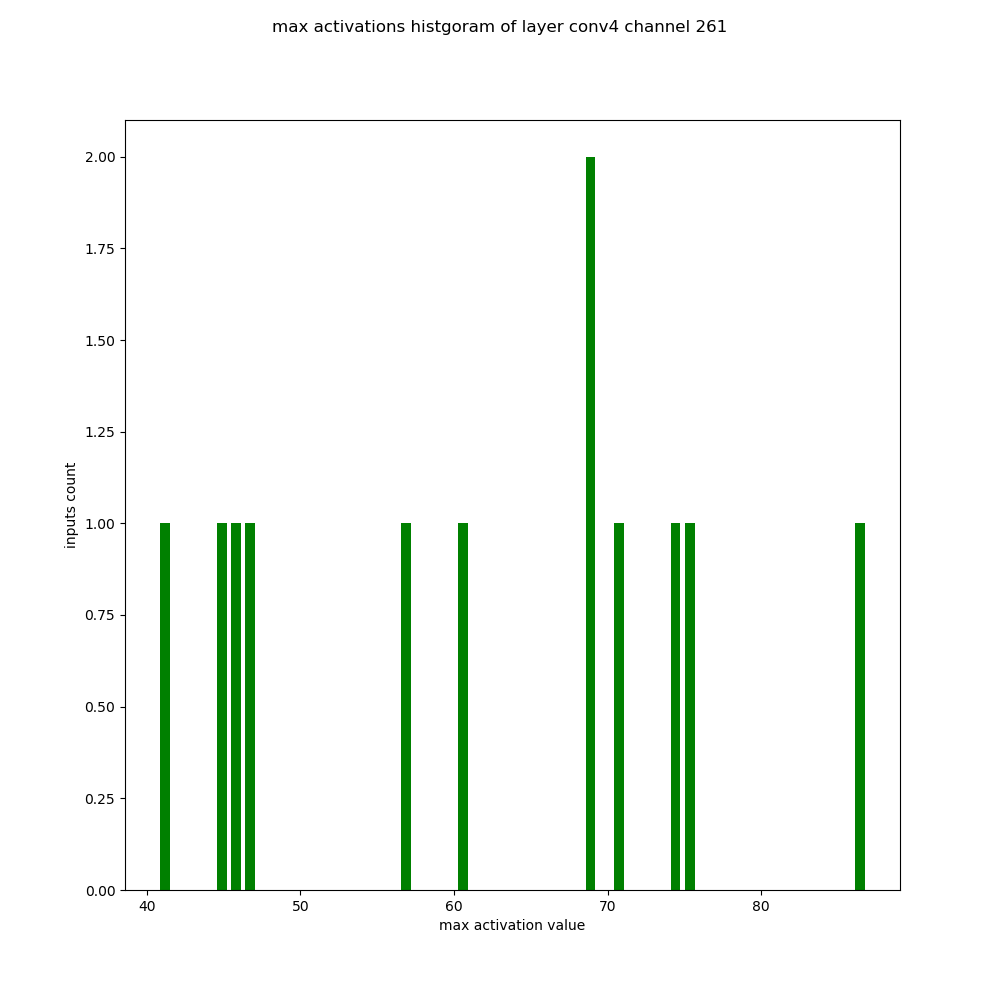 max activations histgoram of layer conv4 channel 261
2.00
1.75
1.50
1.25
1.00
0.75
0.50
0.25
0.00
inputs count
40 50 60 70 80
max activation value